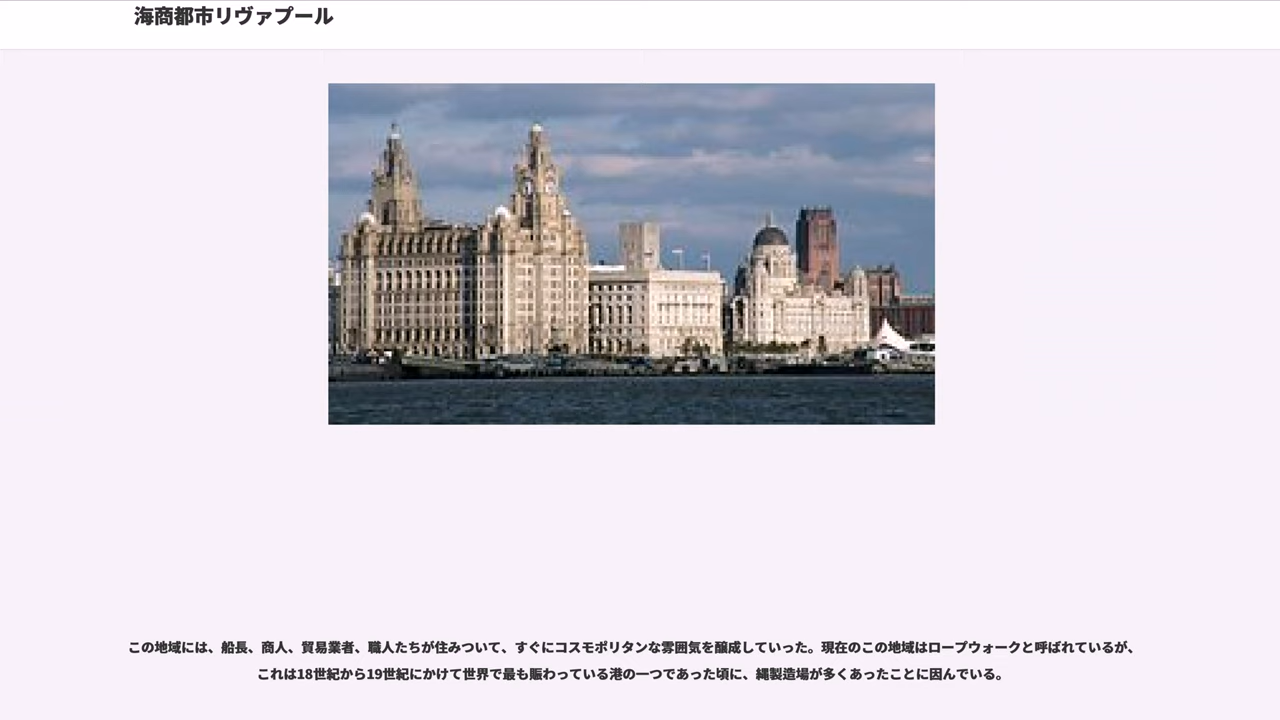 海商都市リヴァプール
この地域には、船長、商人、貿易業者、職人たちが住みついて、すぐにコスモポリタンな雰囲気を醸成していった。現在のこの地域はロープウォークと呼ばれているが、
これは18世紀から19世紀にかけて世界で最も賑わっている港の一つであった頃に、縄製造場が多くあったことに因んでいる。